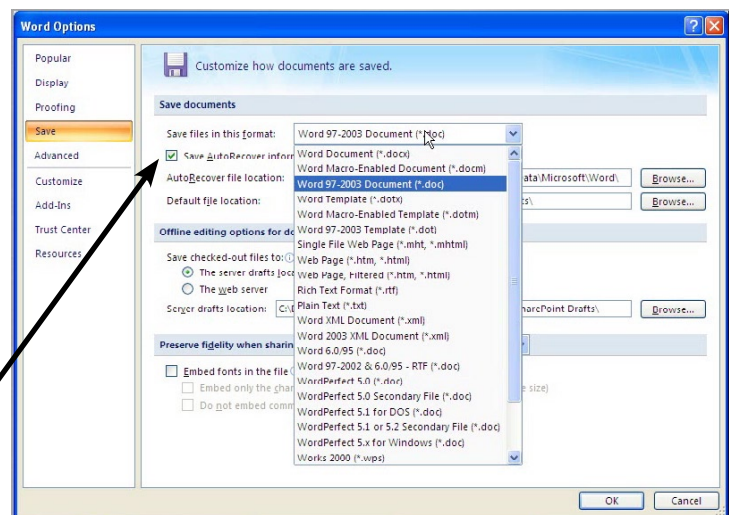 Word Options
Popular
Display
Proofing
Save
Advanced
Customize
Add-Ins
Trust Center
Resources
Customize how documents are saved.
Save documents
Save files in this format: Word 97-2003 Document (*.doc)
Save AutoRecover infor
AutoRecover file location: ata\Microsoft\Word\ Browse...
Default file location: ts\ Browse...
Word Document (*.docx)
Word Macro-Enabled Document (*.docm)
Word 97-2003 Document (*.doc)
Word Template (*.dotx)
Word Macro-Enabled Template (*.dotm)
Word 97-2003 Template (*.dot)
Single File Web Page (*.mht, *.mhtml)
Web Page (*.htm, *.html)
Web Page, Filtered (*.htm, *.html)
Rich Text Format (*.rtf)
Plain Text (*.txt)
Word XML Document (*.xml)
Word 2003 XML Document (*.xml)
Word 6.0/95 (*.doc)
Word 97-2002 & 6.0/95 - RTF (*.doc)
WordPerfect 5.0 (*.doc)
WordPerfect 5.0 Secondary File (*.doc)
WordPerfect 5.1 for DOS (*.doc)
WordPerfect 5.1 or 5.2 Secondary File (*.doc)
WordPerfect 5.x for Windows (*.doc)
Works 2000 (*.wps)
Offline editing options for do
Save checked-out files to:
The server drafts loca
The web server
Server drafts location: C:\ harePoint Drafts\ Browse...
Preserve fidelity when sharin
Embed fonts in the file
Embed only the char e size)
Do not embed comm
OK Cancel